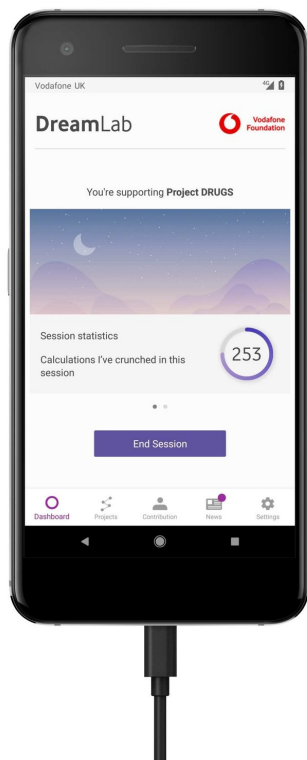 Vodafone UK
4G
DreamLab
Vodafone
Foundation
You're supporting Project DRUGS
Session statistics
Calculations I've crunched in this
session
253
End Session
Dashboard
Projects
Contribution
News
Settings